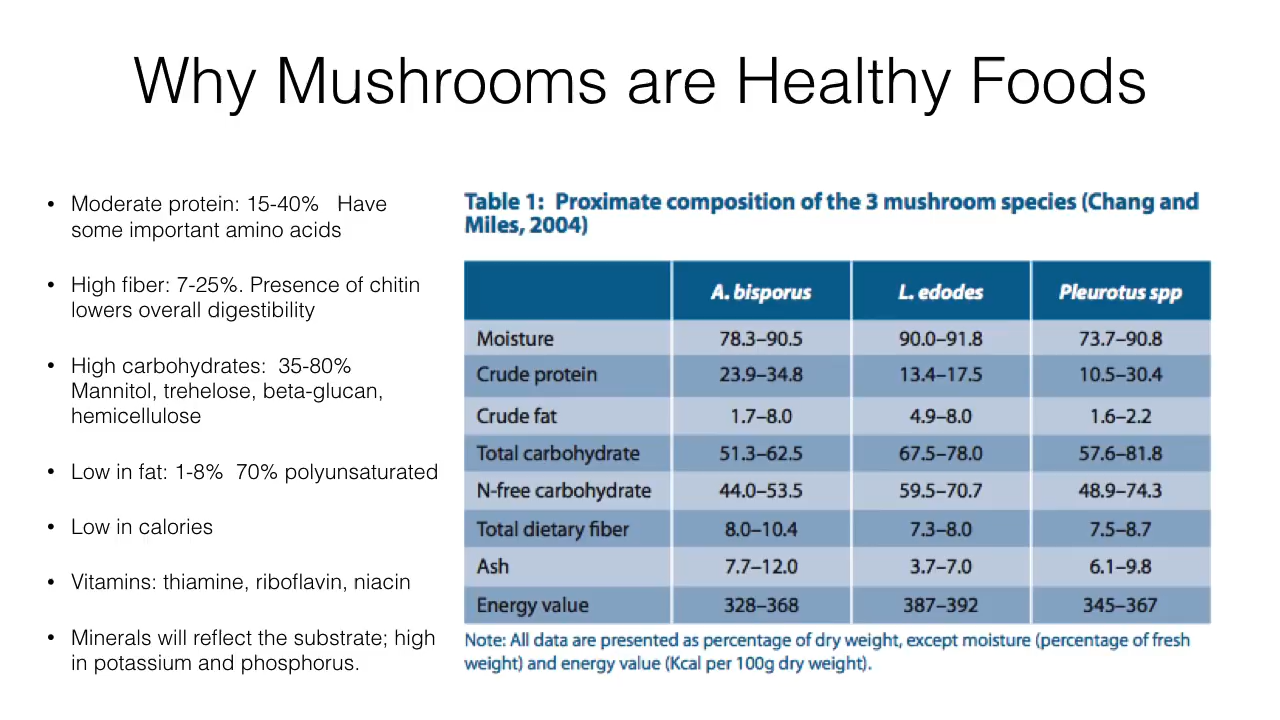 Why Mushrooms are Healthy Foods
• Moderate protein: 15-40%   Have
some important amino acids
• High fiber: 7-25%. Presence of chitin
lowers overall digestibility
• High carbohydrates:  35-80%
Mannitol, trehelose, beta-glucan,
hemicellulose
• Low in fat: 1-8%  70% polyunsaturated
• Low in calories
• Vitamins: thiamine, riboflavin, niacin
• Minerals will reflect the substrate; high
in potassium and phosphorus.
Table 1:  Proximate composition of the 3 mushroom species (Chang and
Miles, 2004)
A. bisporus L. edodes Pleurotus spp
Moisture 78.3–90.5 90.0–91.8 73.7–90.8
Crude protein 23.9–34.8 13.4–17.5 10.5–30.4
Crude fat 1.7–8.0 4.9–8.0 1.6–2.2
Total carbohydrate 51.3–62.5 67.5–78.0 57.6–81.8
N-free carbohydrate 44.0–53.5 59.5–70.7 48.9–74.3
Total dietary fiber 8.0–10.4 7.3–8.0 7.5–8.7
Ash 7.7–12.0 3.7–7.0 6.1–9.8
Energy value 328–368 387–392 345–367
Note: All data are presented as percentage of dry weight, except moisture (percentage of fresh
weight) and energy value (Kcal per 100g dry weight).